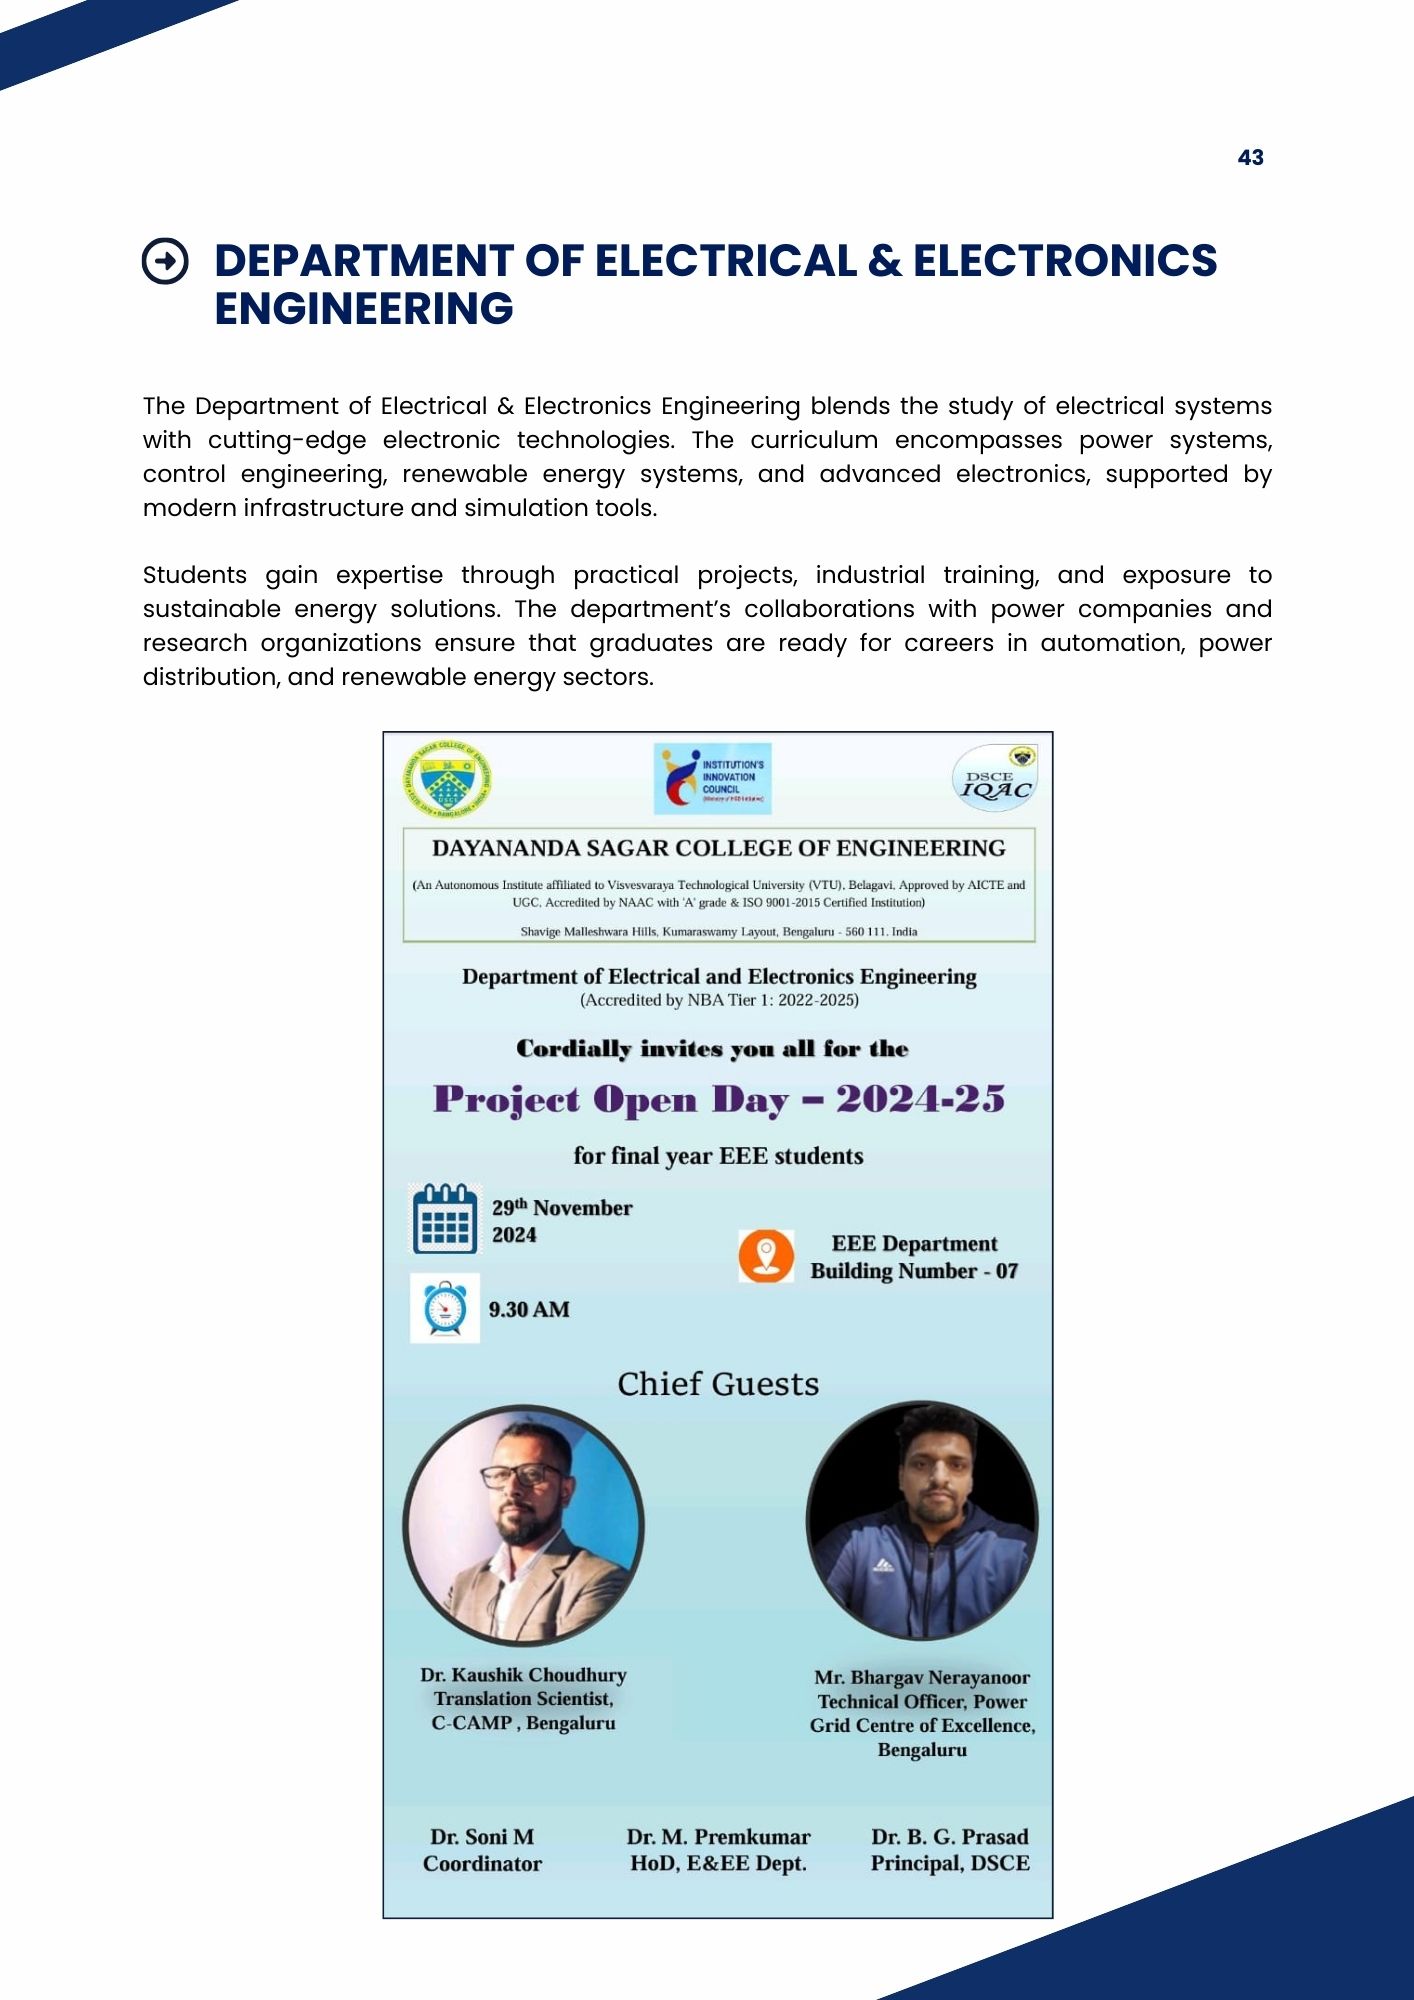 43
DEPARTMENT OF ELECTRICAL & ELECTRONICS
ENGINEERING
The Department of Electrical & Electronics Engineering blends the study of electrical systems
with cutting-edge electronic technologies. The curriculum encompasses power systems,
control engineering, renewable energy systems, and advanced electronics, supported by
modern infrastructure and simulation tools.
Students gain expertise through practical projects, industrial training, and exposure to
sustainable energy solutions. The department's collaborations with power companies and
research organizations ensure that graduates are ready for careers in automation, power
distribution, and renewable energy sectors.
DAYANANDA SAGAR COLLEGE OF ENGINEERING
DSCE
INSTITUTION'S
INNOVATION
COUNCIL
DSCE
IQAC
DAYANANDA SAGAR COLLEGE OF ENGINEERING
(An Autonomous Institute affiliated to Visvesvaraya Technological University (VTU), Belagavi, Approved by AICTE and
UGC, Accredited by NAAC with 'A' grade & ISO 9001-2015 Certified Institution)
Shavige Malleshwara Hills, Kumaraswamy Layout, Bengaluru - 560 111. India
Department of Electrical and Electronics Engineering
(Accredited by NBA Tier 1: 2022-2025)
Cordially invites you all for the
Project Open Day – 2024-25
for final year EEE students
29th November
2024
EEE Department
Building Number - 07
9.30 AM
Chief Guests
adidas
Dr. Kaushik Choudhury
Translation Scientist,
C-CAMP , Bengaluru
Mr. Bhargav Nerayanoor
Technical Officer, Power
Grid Centre of Excellence,
Bengaluru
Dr. Soni M
Coordinator
Dr. M. Premkumar
HoD, E&EE Dept.
Dr. B. G. Prasad
Principal, DSCE